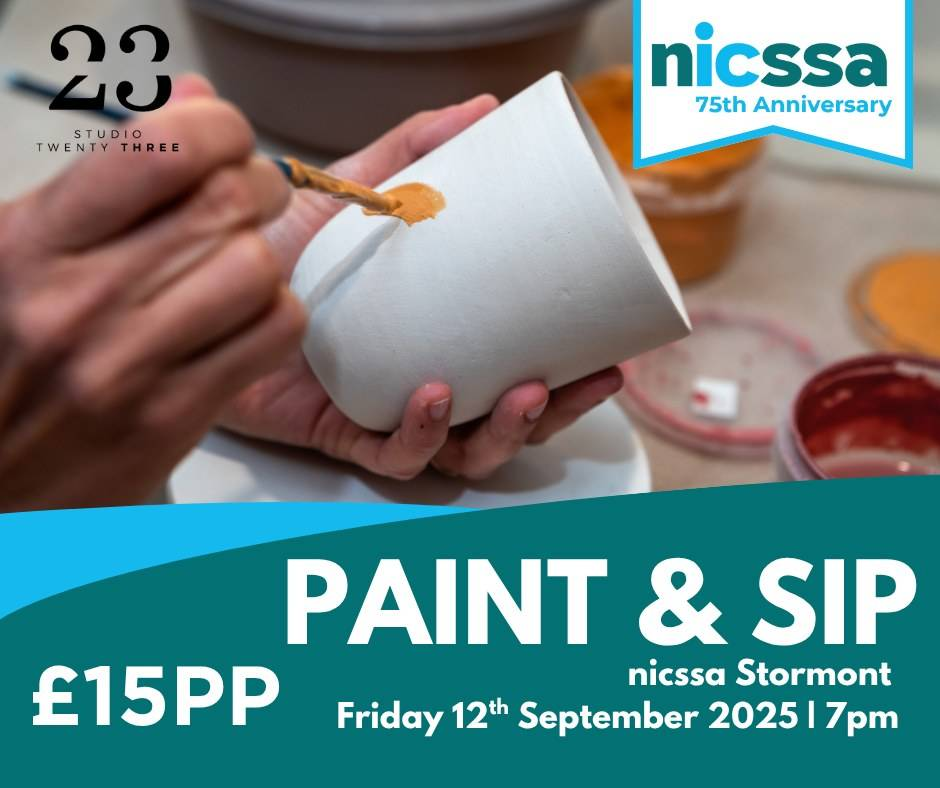 23
STUDIO
TWENTY THREE
nicssa
75th Anniversary
PAINT & SIP
nicssa Stormont
£15PP
Friday 12th September 2025 | 7pm